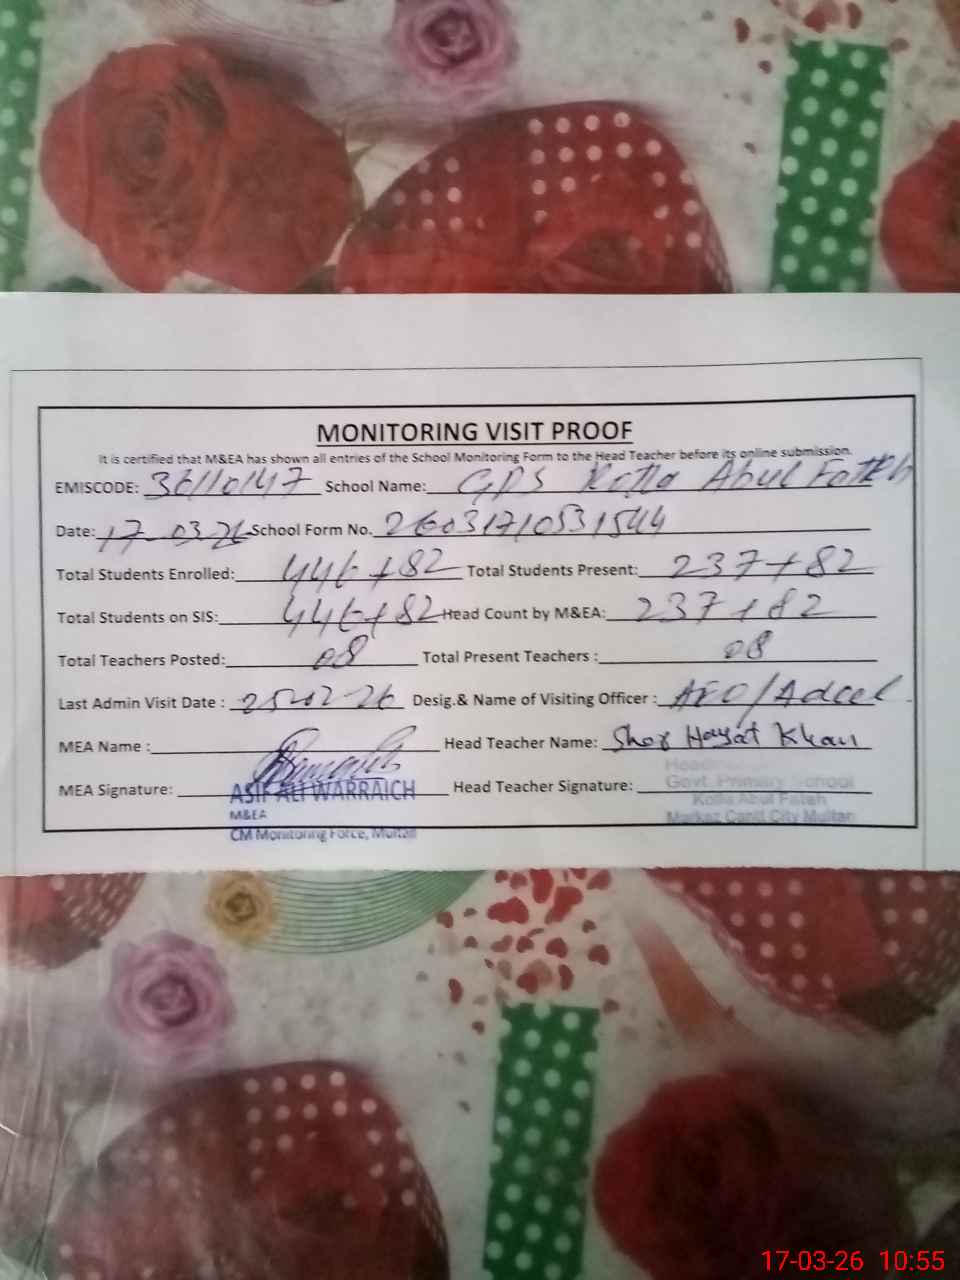 MONITORING VISIT PROOF
It is certified that M&EA has shown all entries of the School Monitoring Form to the Head Teacher before its online submission.
EMISCODE: 36110147 School Name: GPS Kotla Abul Fateh
Date: 17-03-26 School Form No. 26031710531544
Total Students Enrolled: 446+82 Total Students Present: 237+82
Total Students on SIS: 446+82 Head Count by M&EA: 237+82
Total Teachers Posted: 08 Total Present Teachers : 08
Last Admin Visit Date : 25-02-26 Desig.& Name of Visiting Officer : AEO/Adeel
MEA Name : Head Teacher Name: Sher Hayat Khan
MEA Signature: Head Teacher Signature:
ASIF ALI WARRAICH
M&EA
CM Monitoring Force, Multan
Govt. Primary School
Kotla Abul Fateh
Markaz Cantt City Multan
17-03-26 10:55